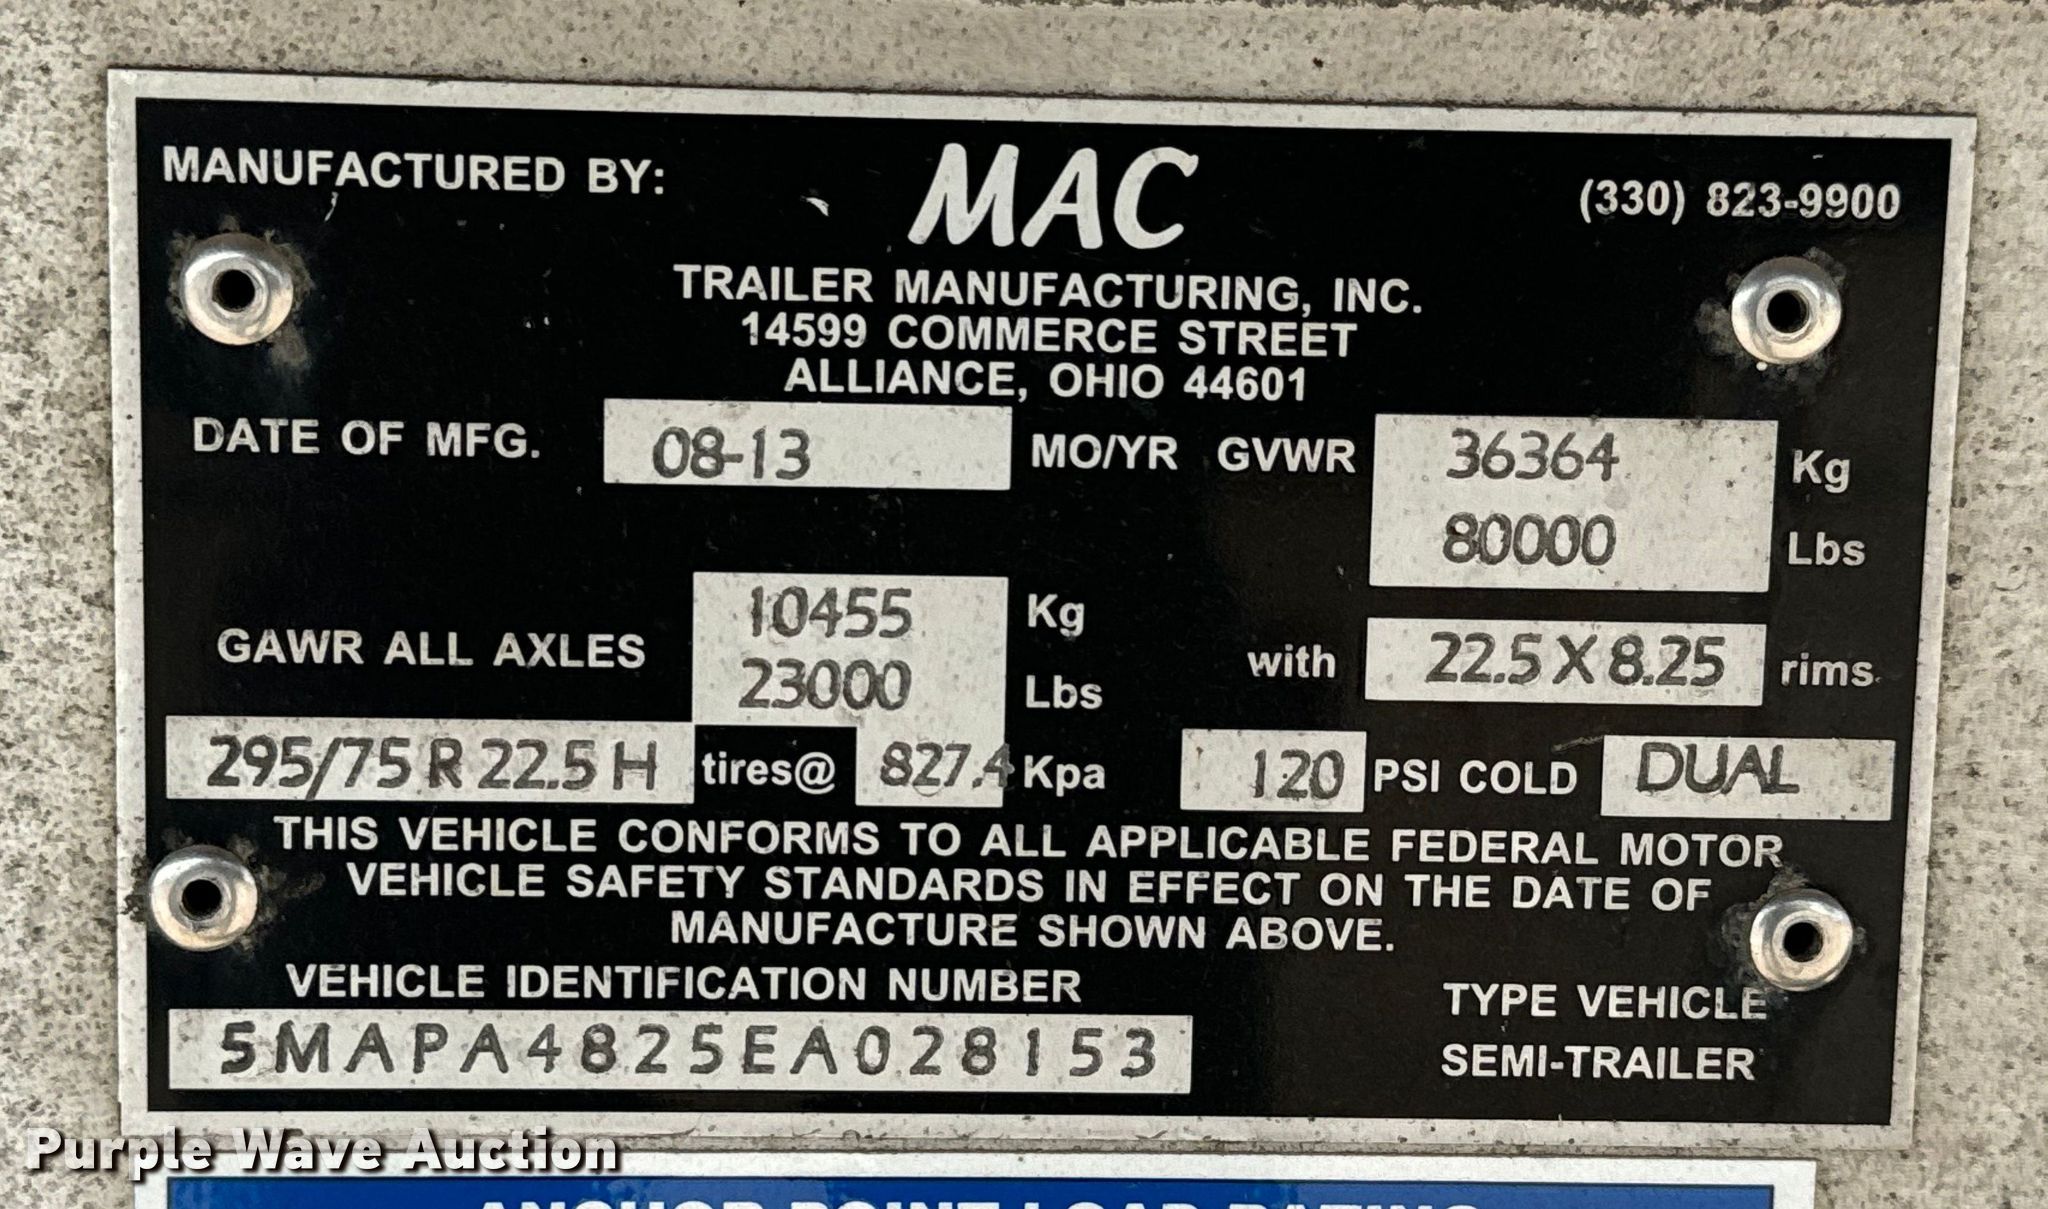 MANUFACTURED BY: MAC (330) 823-9900
TRAILER MANUFACTURING, INC.
14599 COMMERCE STREET
ALLIANCE, OHIO 44601
DATE OF MFG. 08-13 MO/YR GVWR 36364 Kg
80000 Lbs
GAWR ALL AXLES 10455 Kg
23000 Lbs with 22.5 X 8.25 rims
295/75 R 22.5 H tires@ 827.4 Kpa 120 PSI COLD DUAL
THIS VEHICLE CONFORMS TO ALL APPLICABLE FEDERAL MOTOR
VEHICLE SAFETY STANDARDS IN EFFECT ON THE DATE OF
MANUFACTURE SHOWN ABOVE.
VEHICLE IDENTIFICATION NUMBER TYPE VEHICLE
5MAPA4825EA028153 SEMI-TRAILER
Purple Wave Auction
ANCHOR POINT LOAD RATING